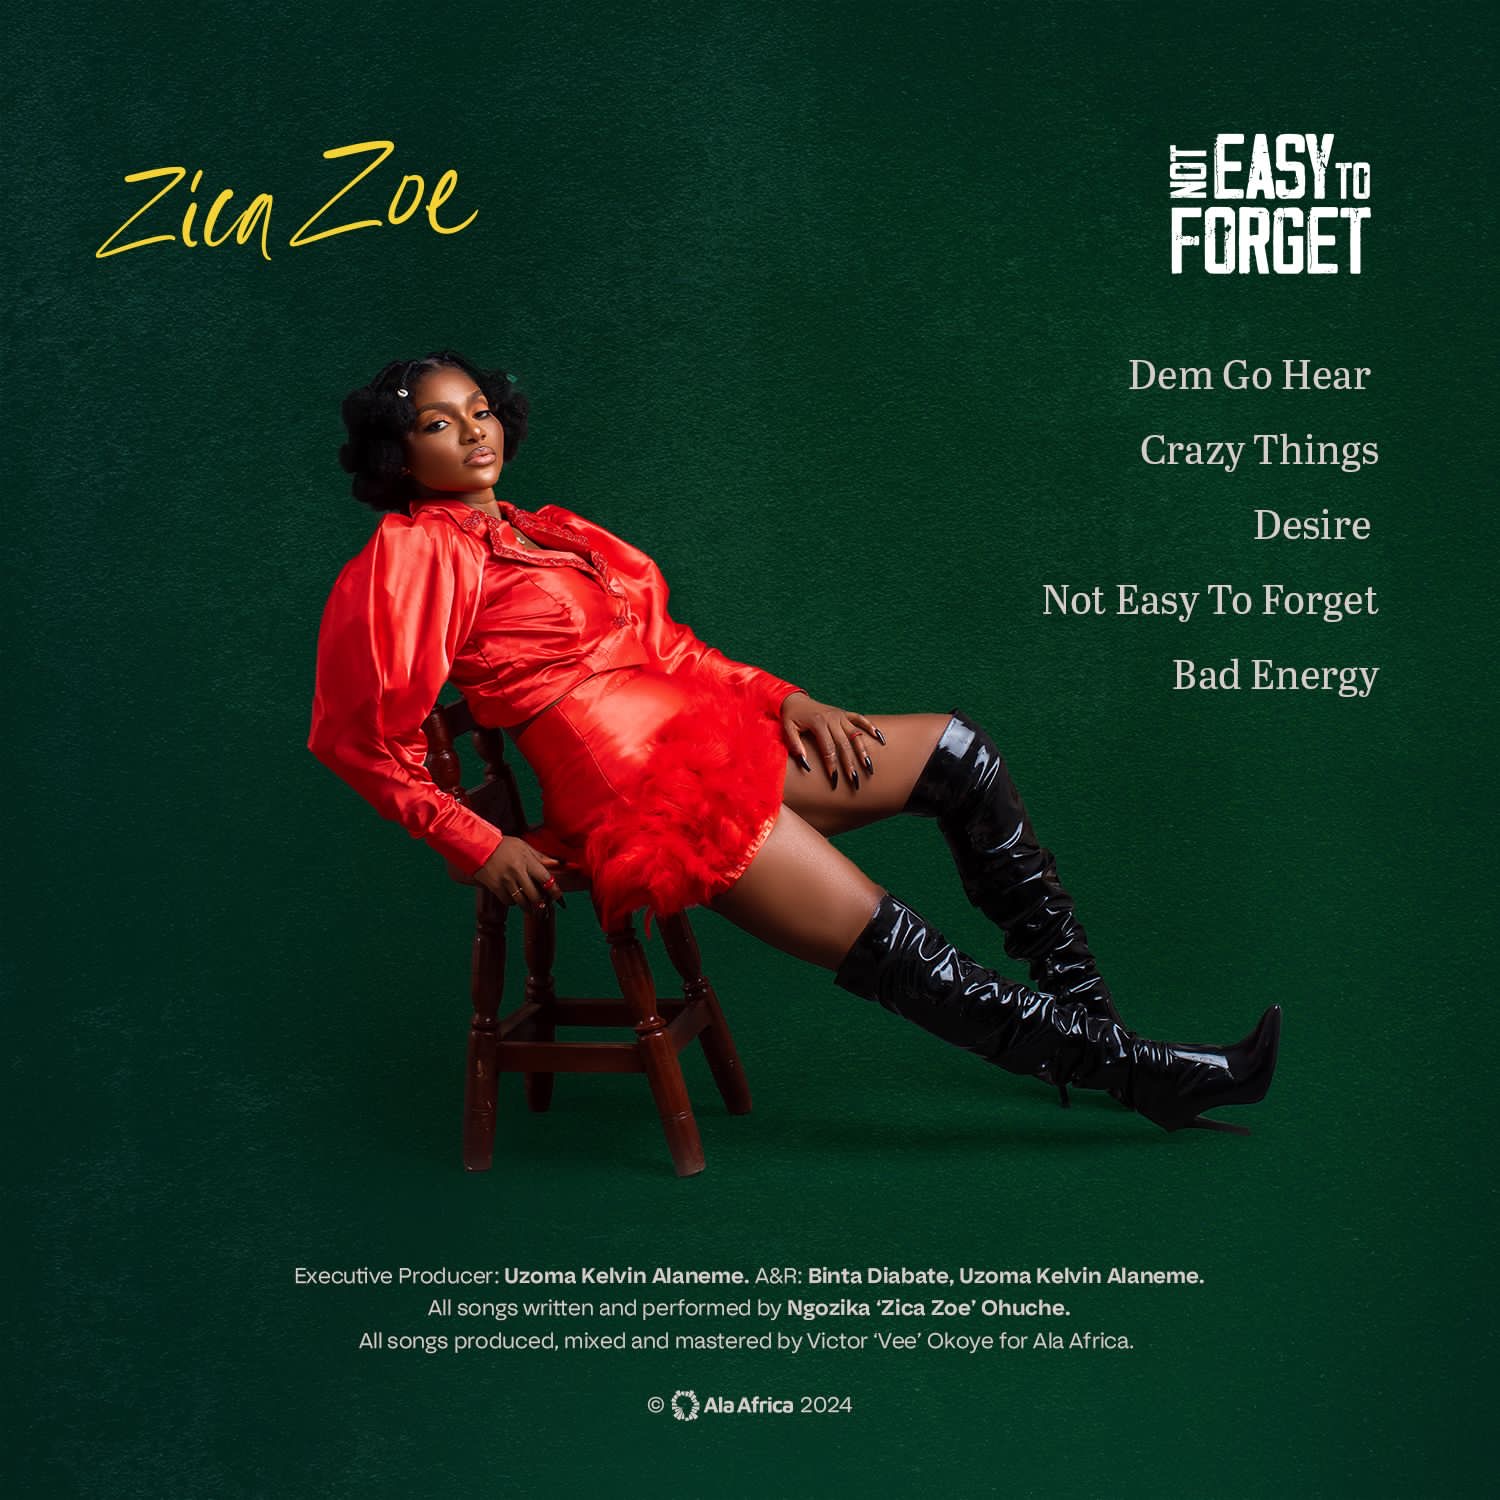 Zica Zoe
NOT EASY TO
FORGET
Dem Go Hear
Crazy Things
Desire
Not Easy To Forget
Bad Energy
Executive Producer: Uzoma Kelvin Alaneme. A&R: Binta Diabate, Uzoma Kelvin Alaneme.
All songs written and performed by Ngozika ‘Zica Zoe’ Ohuche.
All songs produced, mixed and mastered by Victor ‘Vee’ Okoye for Ala Africa.
© Ala Africa 2024